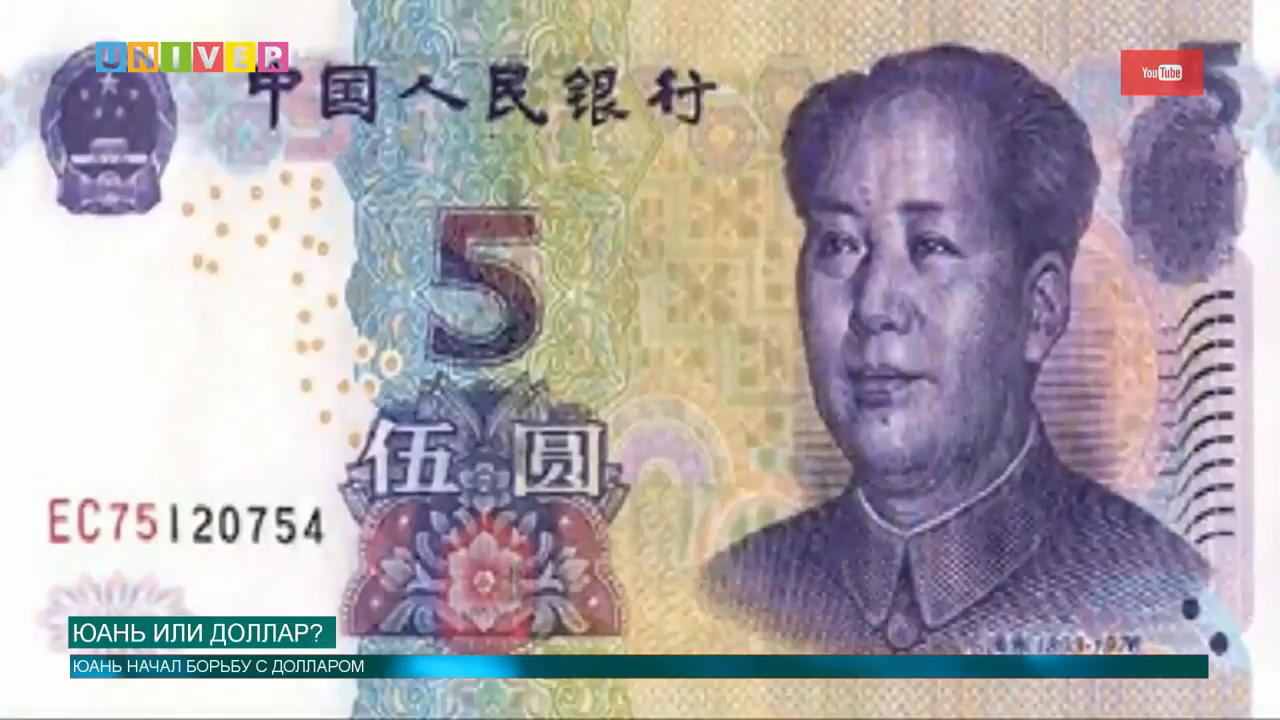 UNIVER
YouTube
中国人民银行
5
5
伍圆
EC75120754
ЮАНЬ ИЛИ ДОЛЛАР?
ЮАНЬ НАЧАЛ БОРЬБУ С ДОЛЛАРОМ